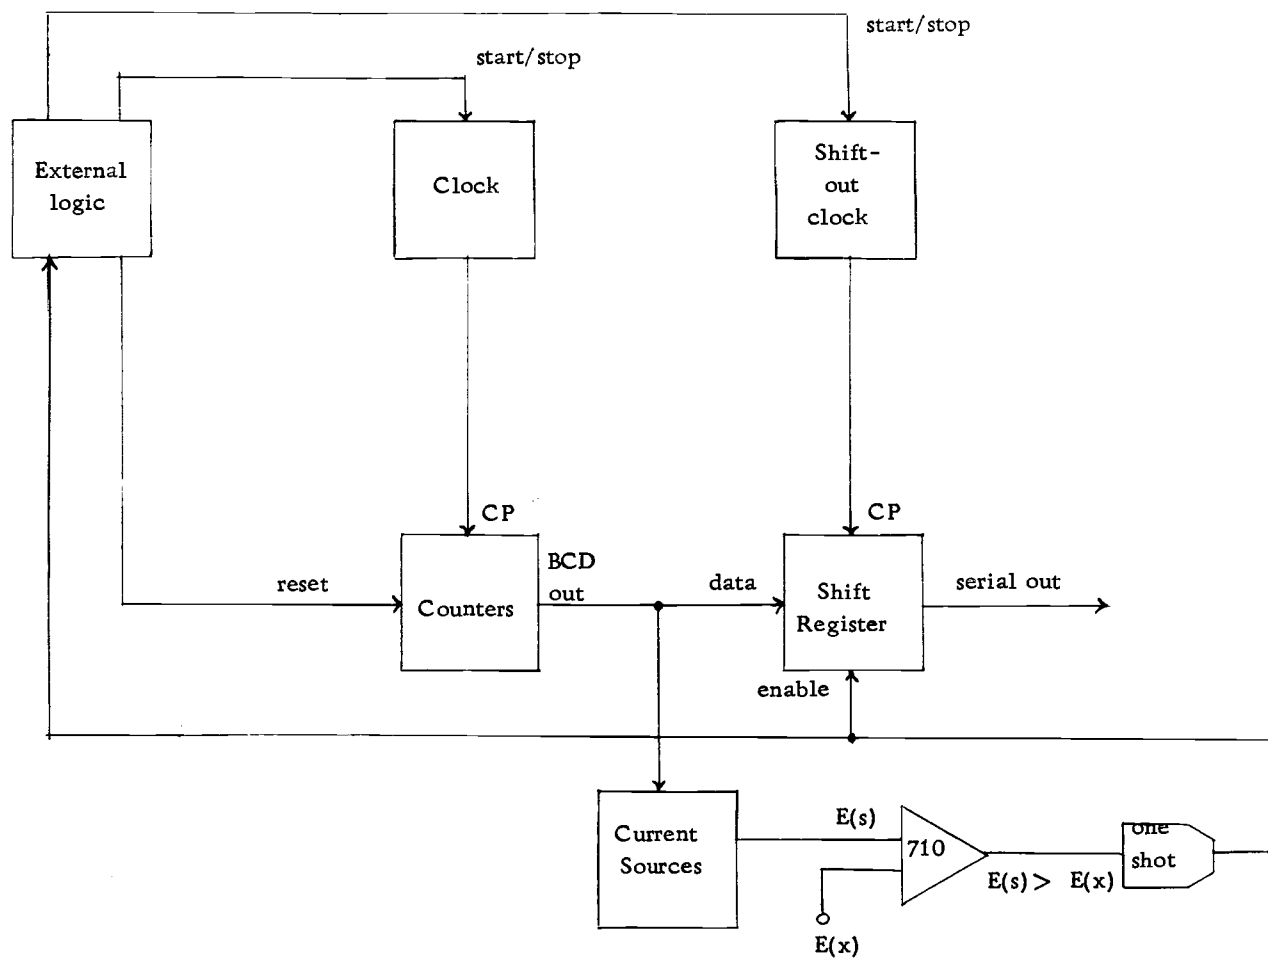 start/stop
start/stop
External
logic
Clock
Shift-
out
clock
CP
CP
reset
Counters
BCD
out
data
Shift
Register
serial out
enable
Current
Sources
E(s)
710
E(x)
E(s) > E(x)
one
shot